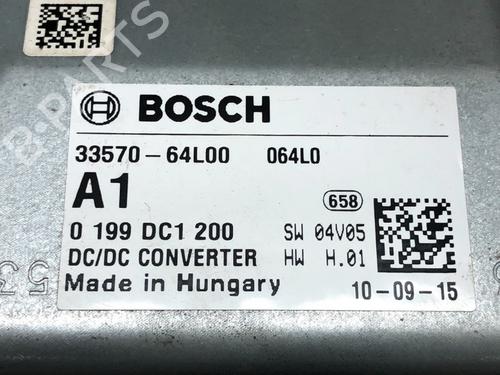 BOSCH
33570-64L00 064L0
A1
658
0 199 DC1 200 SW 04V05
DC/DC CONVERTER HW H.01
Made in Hungary 10-09-15
B-PARTS